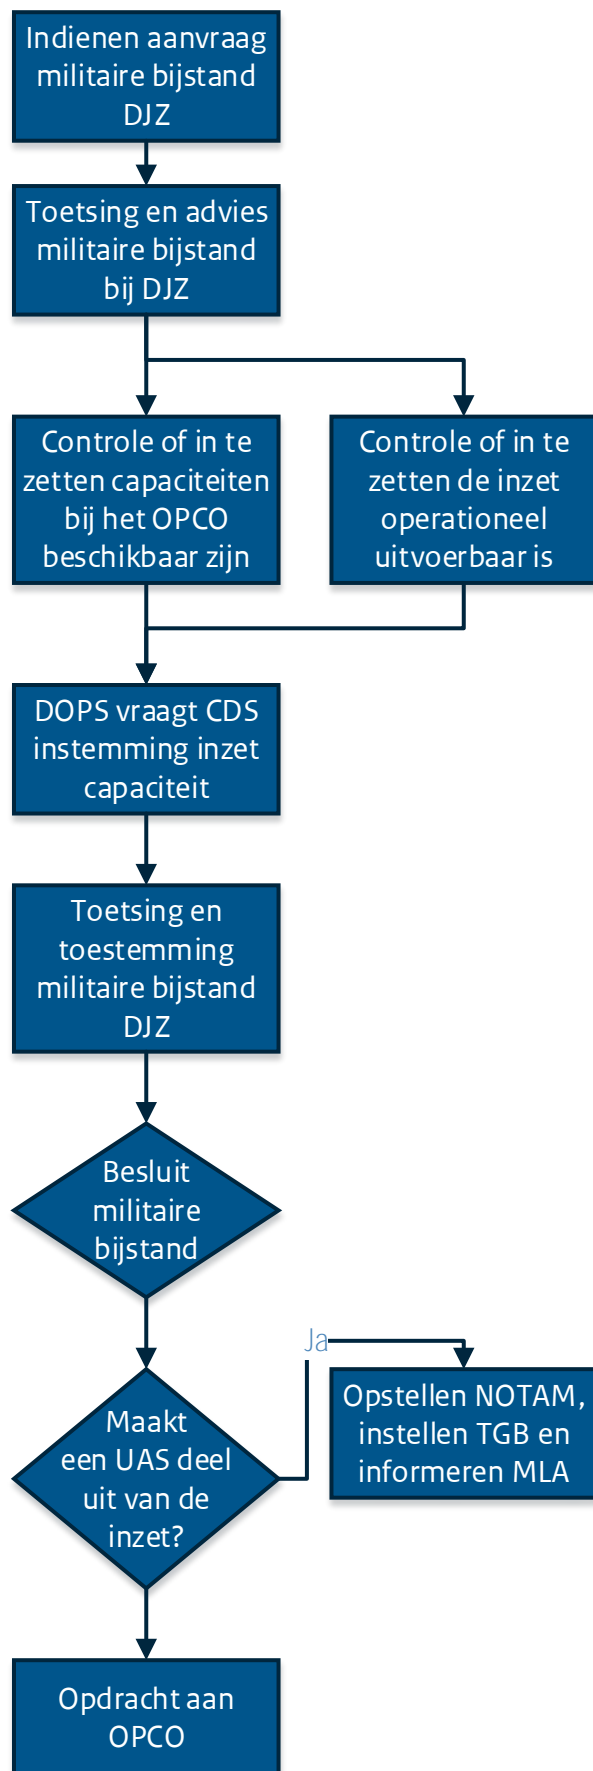 Indienen aanvraag
militaire bijstand
DJZ
Toetsing en advies
militaire bijstand
bij DJZ
Controle of in te
zetten capaciteiten
bij het OPCO
beschikbaar zijn
Controle of in te
zetten de inzet
operationeel
uitvoerbaar is
DOPS vraagt CDS
instemming inzet
capaciteit
Toetsing en
toestemming
militaire bijstand
DJZ
Besluit
militaire
bijstand
Maakt
een UAS deel
uit van de
inzet?
Ja
Opstellen NOTAM,
instellen TGB en
informeren MLA
Opdracht aan
OPCO